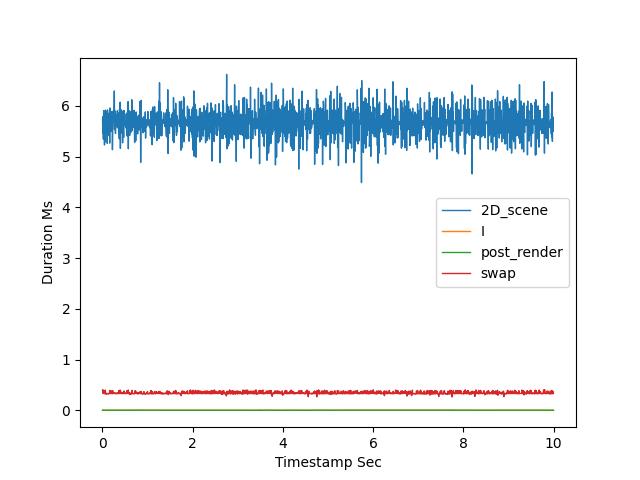 6
5
4
3
2
1
0
Duration Ms
2D_scene
I
post_render
swap
0 2 4 6 8 10
Timestamp Sec